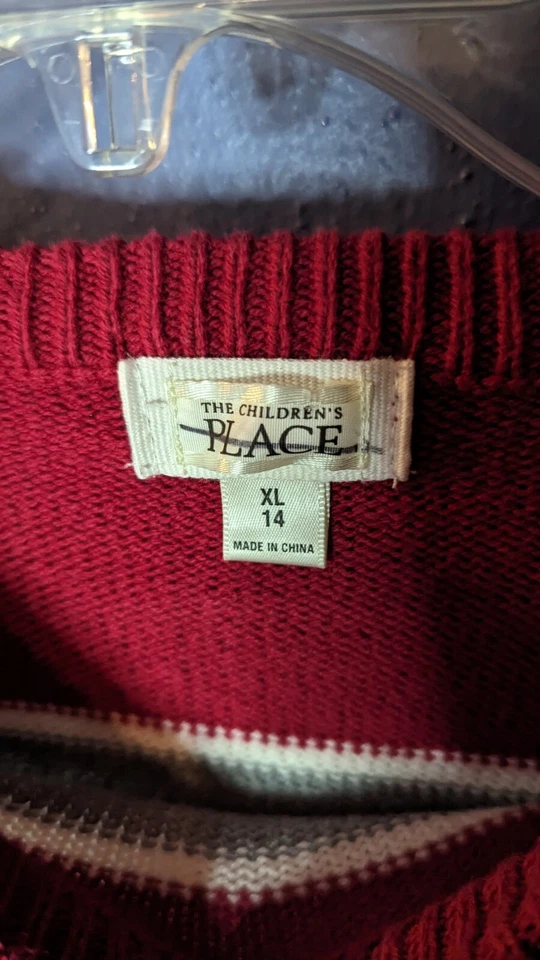 THE CHILDREN'S
PLACE
XL
14
MADE IN CHINA